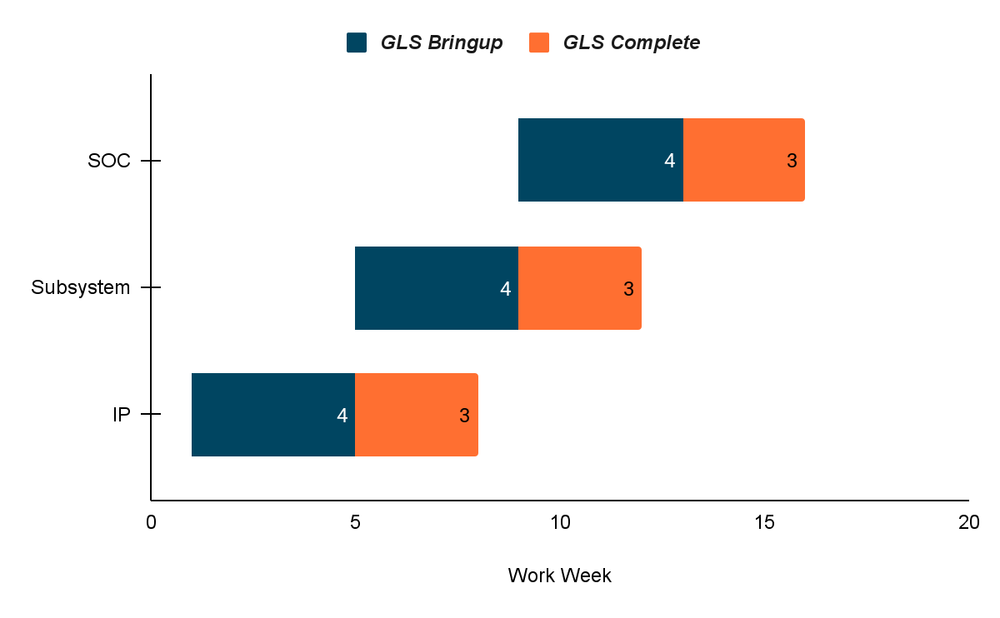 GLS Bringup GLS Complete
SOC 4 3
Subsystem 4 3
IP 4 3
0 5 10 15 20
Work Week